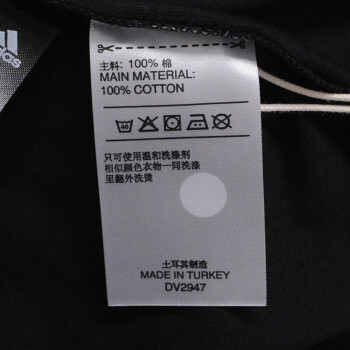 adidas
主料: 100% 棉
MAIN MATERIAL:
100% COTTON
40
只可使用温和洗涤剂
相似颜色衣物一同洗涤
里翻外洗烫
土耳其制造
MADE IN TURKEY
DV2947